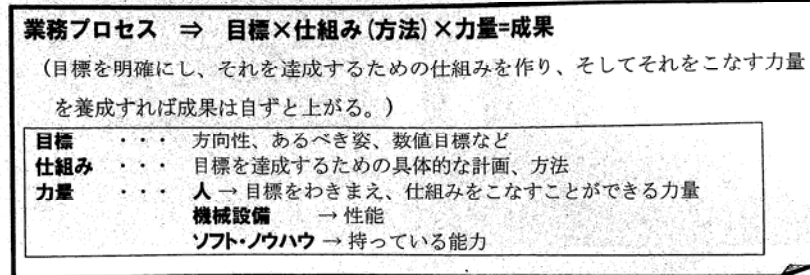 業務プロセス ⇒ 目標×仕組み(方法)×力量=成果
(目標を明確にし、それを達成するための仕組みを作り、そしてそれをこなす力量
を養成すれば成果は自ずと上がる。)
目標 ・・・ 方向性、あるべき姿、数値目標など
仕組み ・・・ 目標を達成するための具体的な計画、方法
力量 ・・・ 人 → 目標をわきまえ、仕組みをこなすことができる力量
機械設備 → 性能
ソフト・ノウハウ → 持っている能力